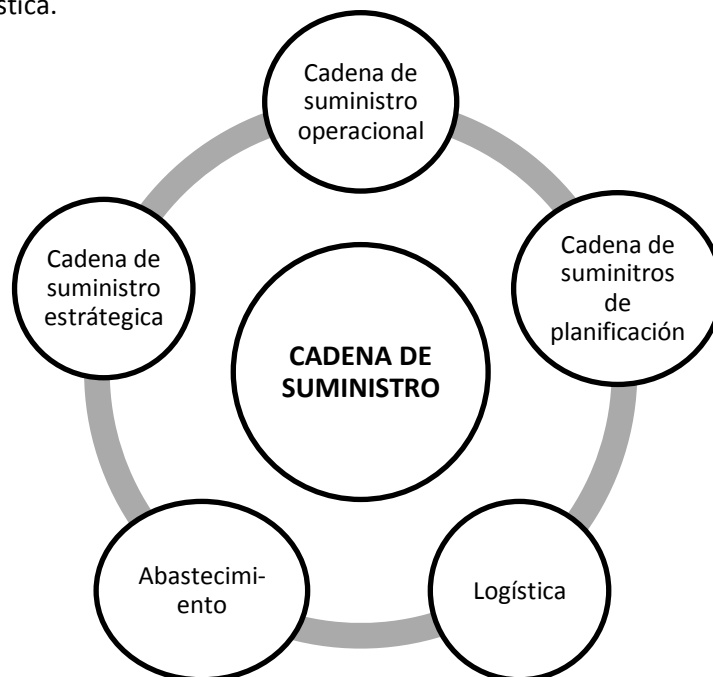 ística.
Cadena de
suministro
operacional
Cadena de
suminitros
de
planificación
Cadena de
suministro
estrátegica
CADENA DE
SUMINISTRO
Abastecimi-
ento
Logística